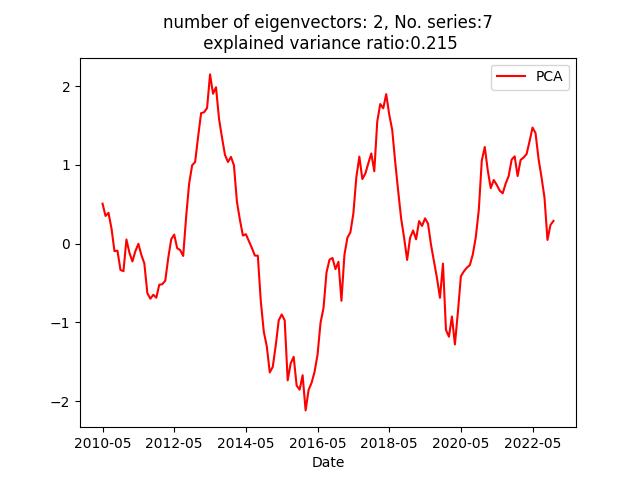 number of eigenvectors: 2, No. series:7
explained variance ratio:0.215
PCA
2
1
0
−1
−2
2010-05 2012-05 2014-05 2016-05 2018-05 2020-05 2022-05
Date